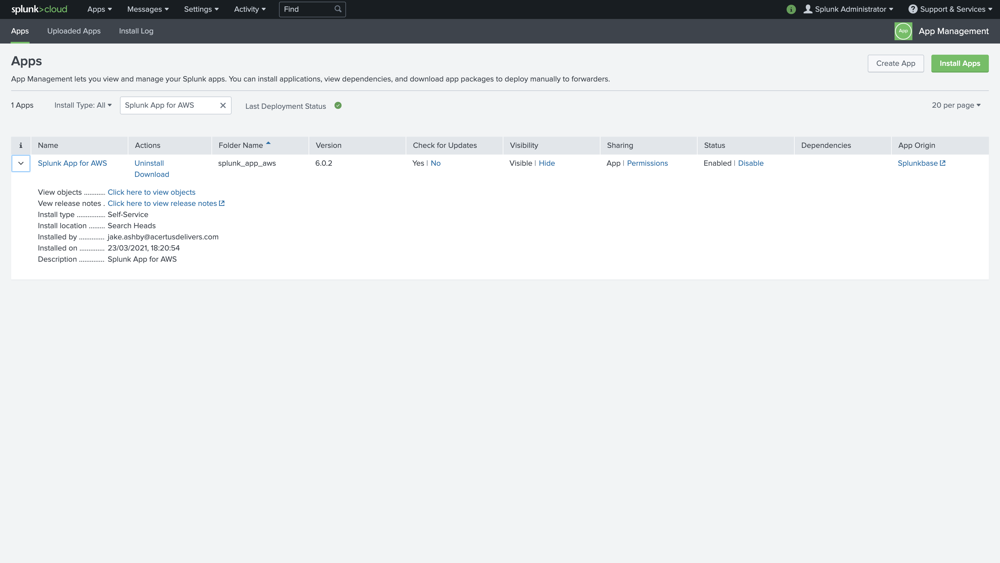 splunk>cloud Apps Messages Settings Activity Find i Splunk Administrator ? Support & Services
Apps Uploaded Apps Install Log App App Management
Apps
Create App Install Apps
App Management lets you view and manage your Splunk apps. You can install applications, view dependencies, and download app packages to deploy manually to forwarders.
1 Apps Install Type: All Splunk App for AWS Last Deployment Status 20 per page
i Name Actions Folder Name Version Check for Updates Visibility Sharing Status Dependencies App Origin
Splunk App for AWS Uninstall splunk_app_aws 6.0.2 Yes | No Visible | Hide App | Permissions Enabled | Disable Splunkbase
Download
View objects ............ Click here to view objects
Vew release notes . Click here to view release notes
Install type ................ Self-Service
Install location ......... Search Heads
Installed by .............. jake.ashby@acertusdelivers.com
Installed on .............. 23/03/2021, 18:20:54
Description .............. Splunk App for AWS